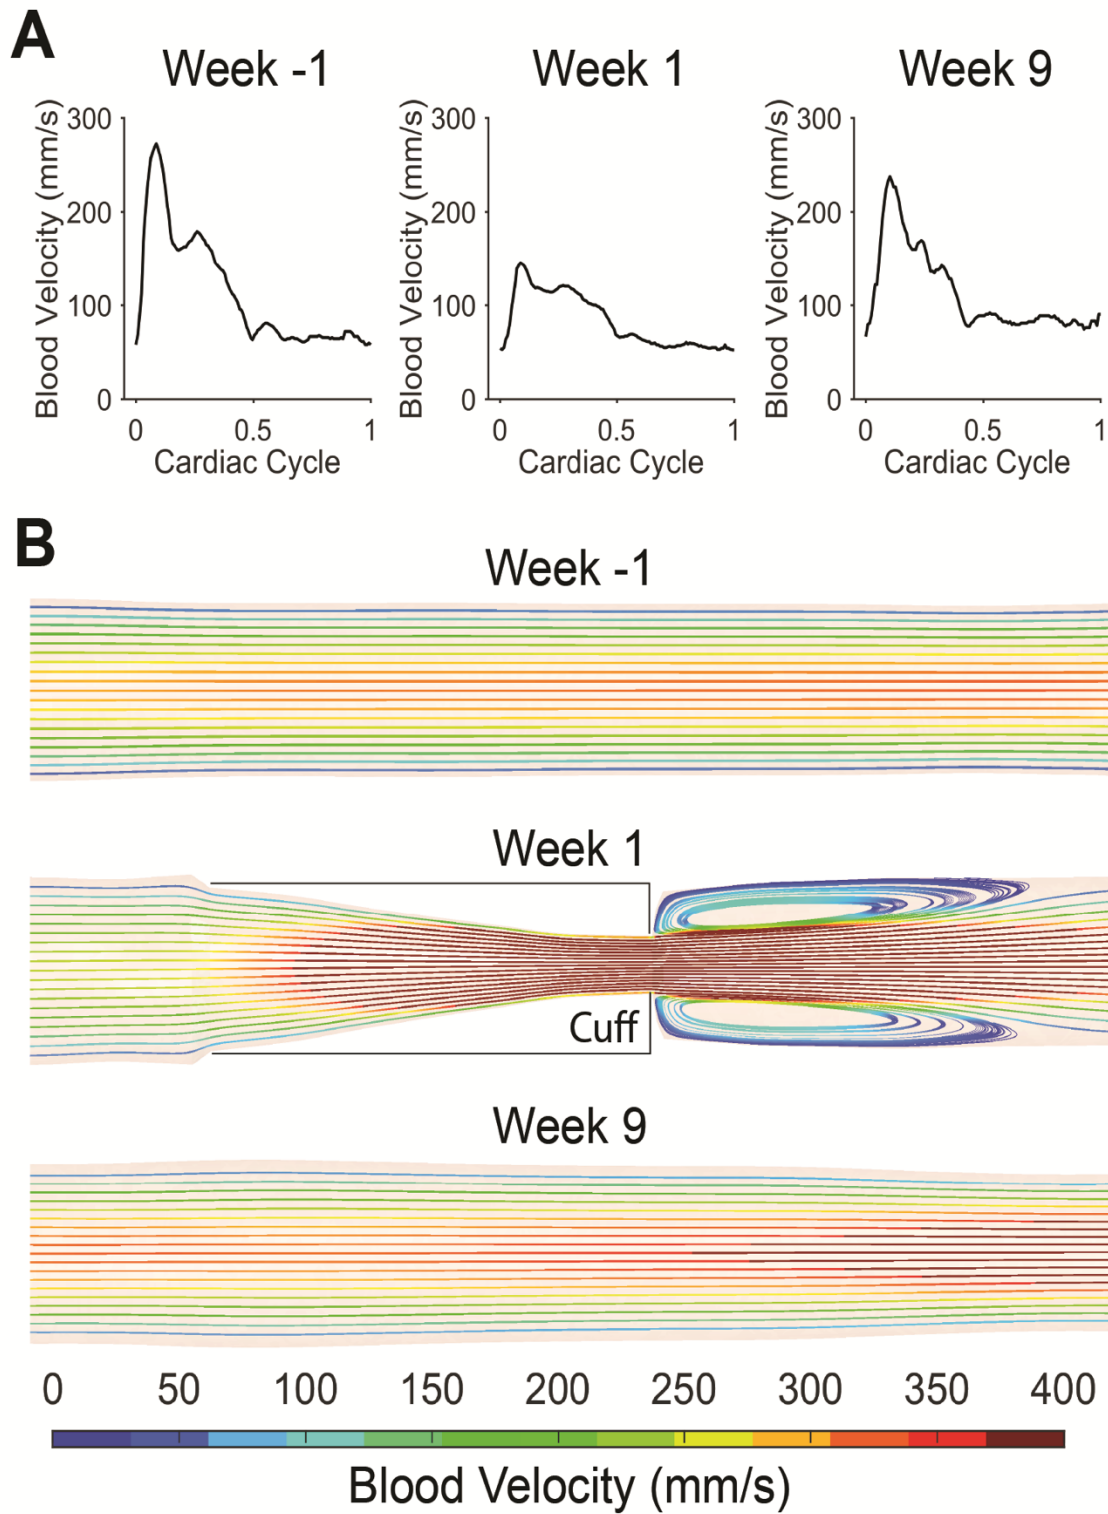 A
Week -1
Week 1
Week 9
Blood Velocity (mm/s)
300
200
100
0
0
0.5
1
Cardiac Cycle
Blood Velocity (mm/s)
300
200
100
0
0
0.5
1
Cardiac Cycle
Blood Velocity (mm/s)
300
200
100
0
0
0.5
1
Cardiac Cycle
B
Week -1
Week 1
Cuff
Week 9
0 50 100 150 200 250 300 350 400
Blood Velocity (mm/s)